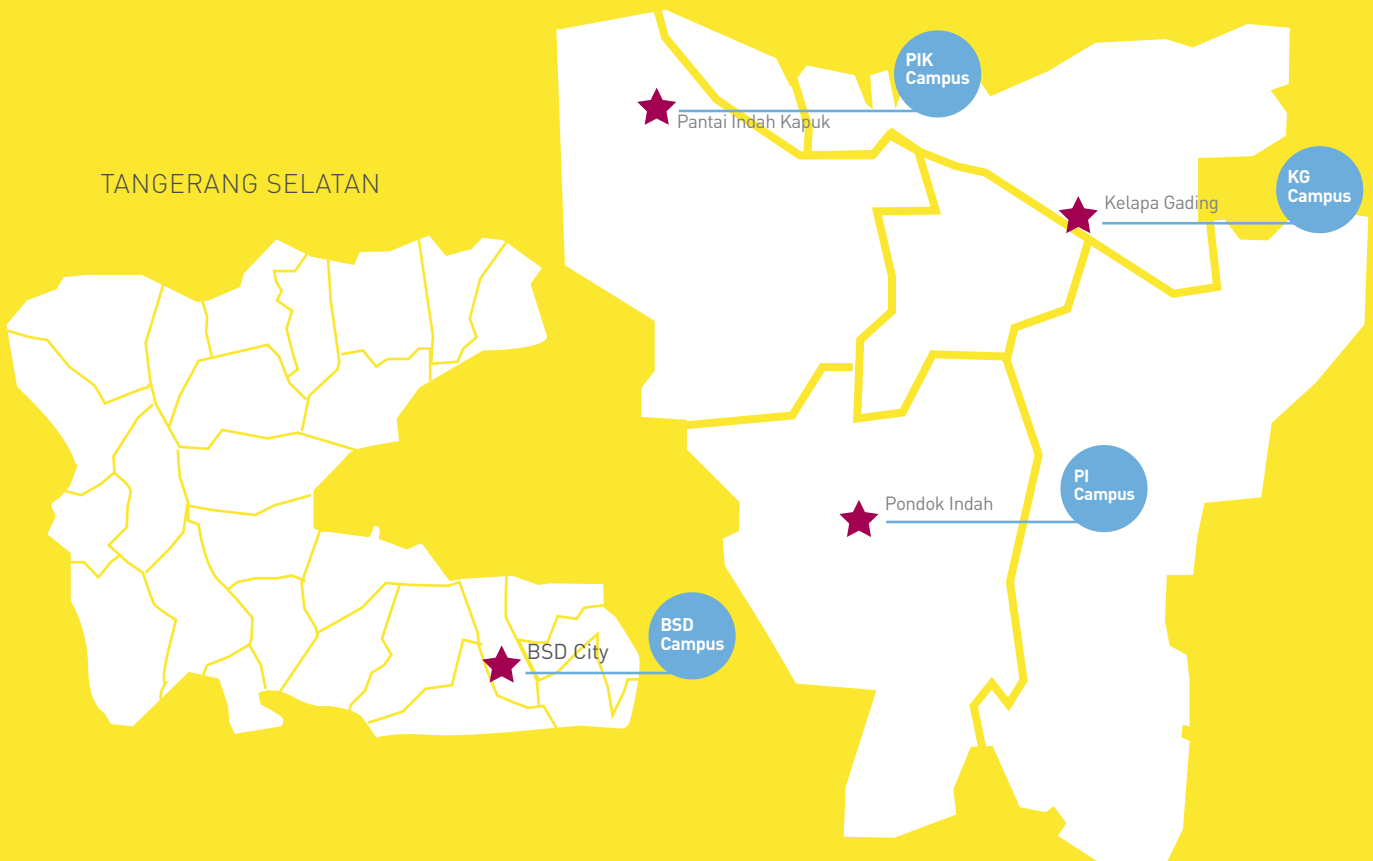 PIK
Campus
Pantai Indah Kapuk
TANGERANG SELATAN
KG
Campus
Kelapa Gading
PI
Campus
Pondok Indah
BSD
Campus
BSD City